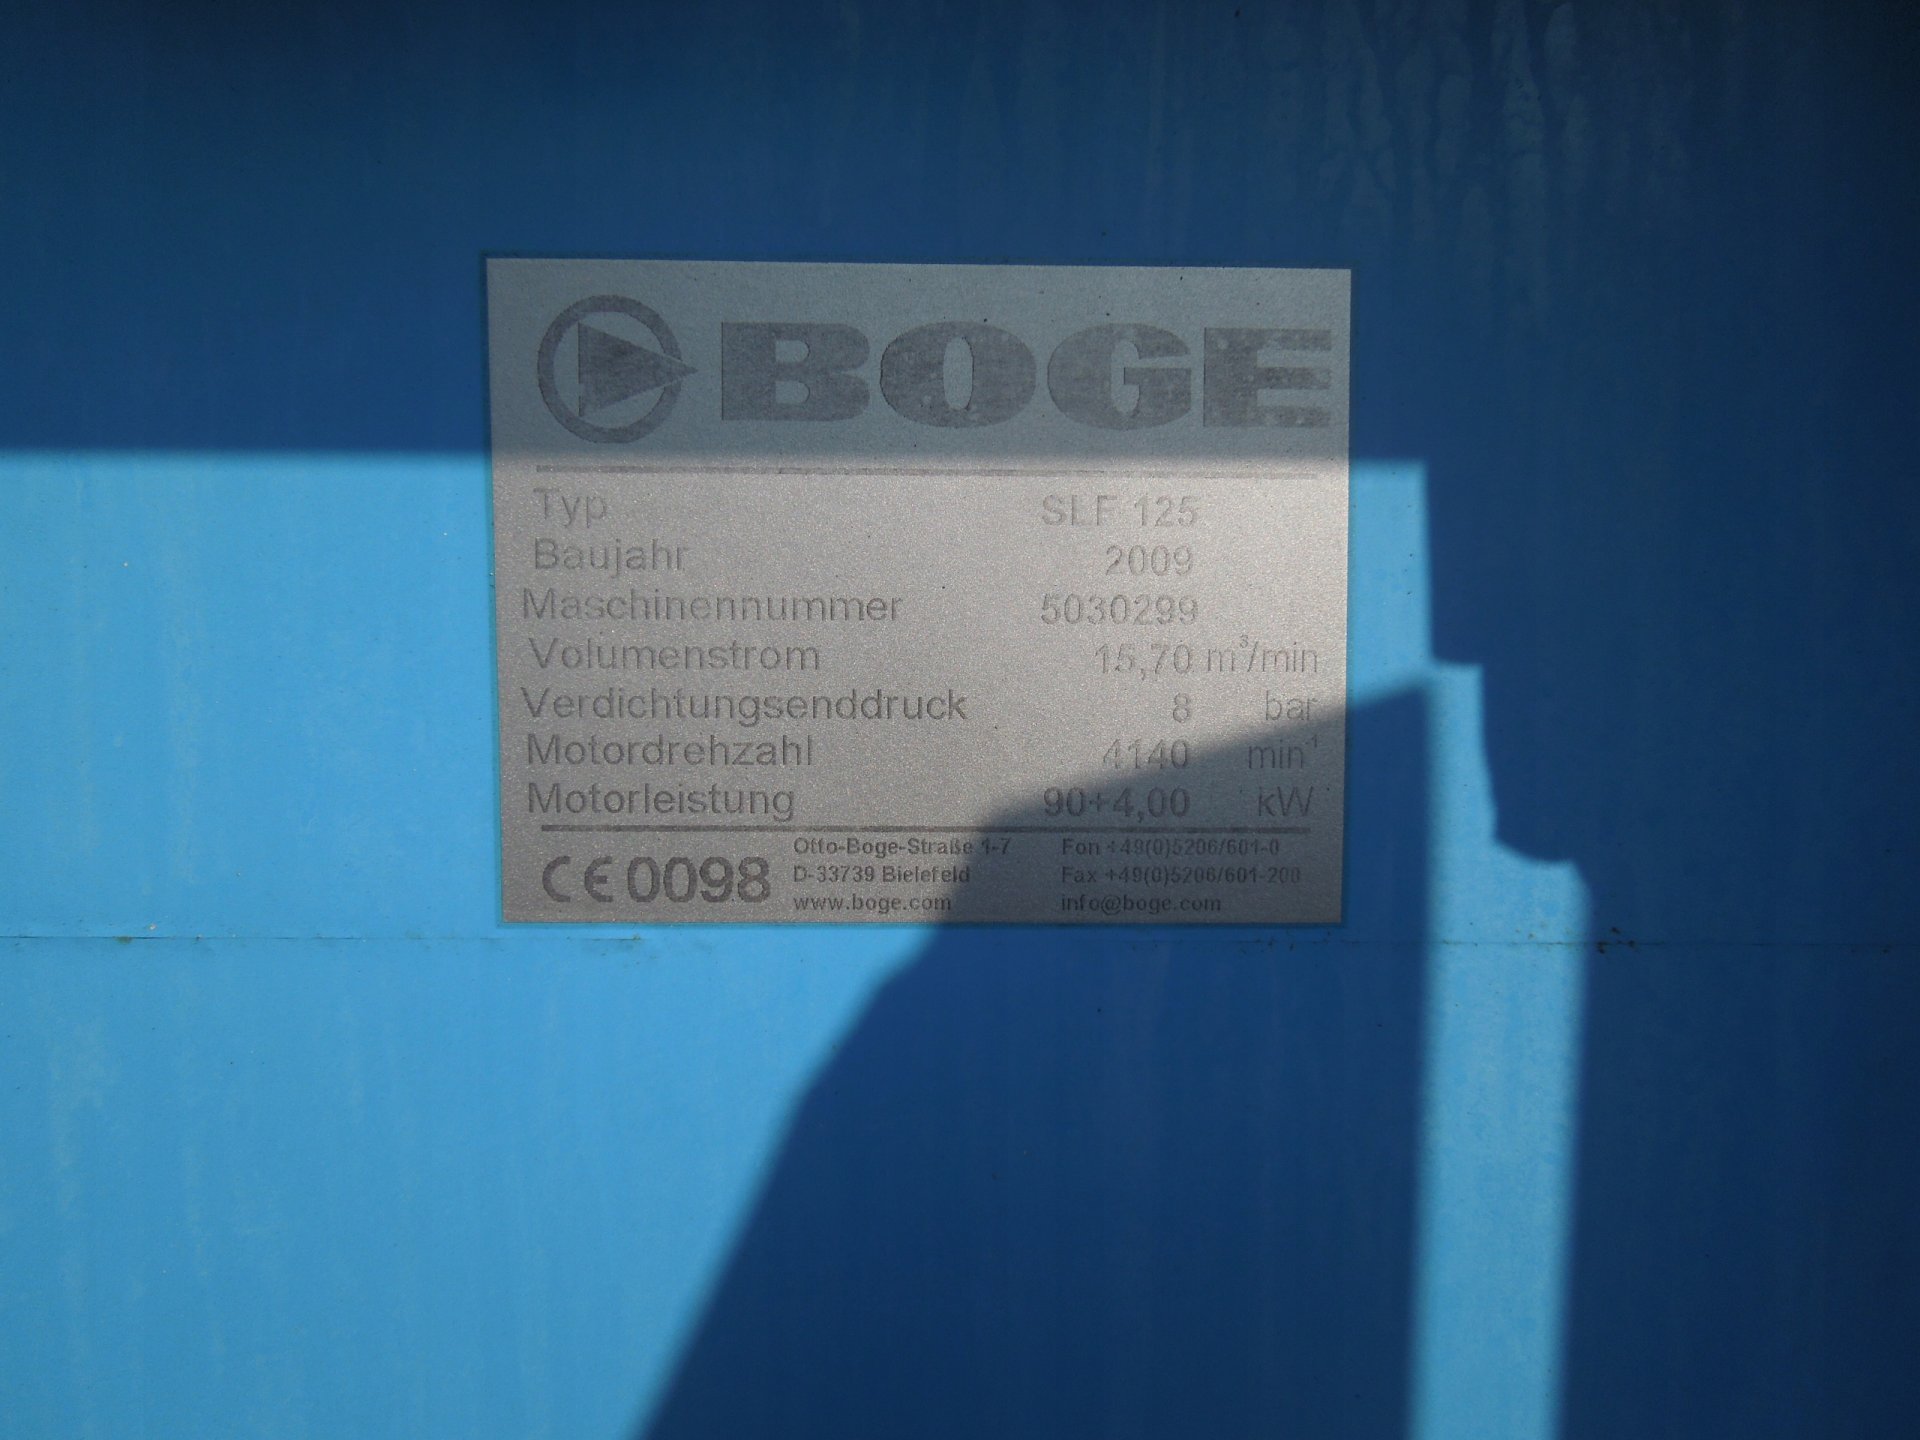 BOGE
Typ SLF 125
Baujahr 2009
Maschinennummer 5030299
Volumenstrom 15,70 m³/min
Verdichtungsenddruck 8 bar
Motordrehzahl 4140 min⁻¹
Motorleistung 90+4,00 kW
CE 0098
Otto-Boge-Straße 1-7 Fon +49(0)5206/601-0
D-33739 Bielefeld Fax +49(0)5206/601-200
www.boge.com info@boge.com